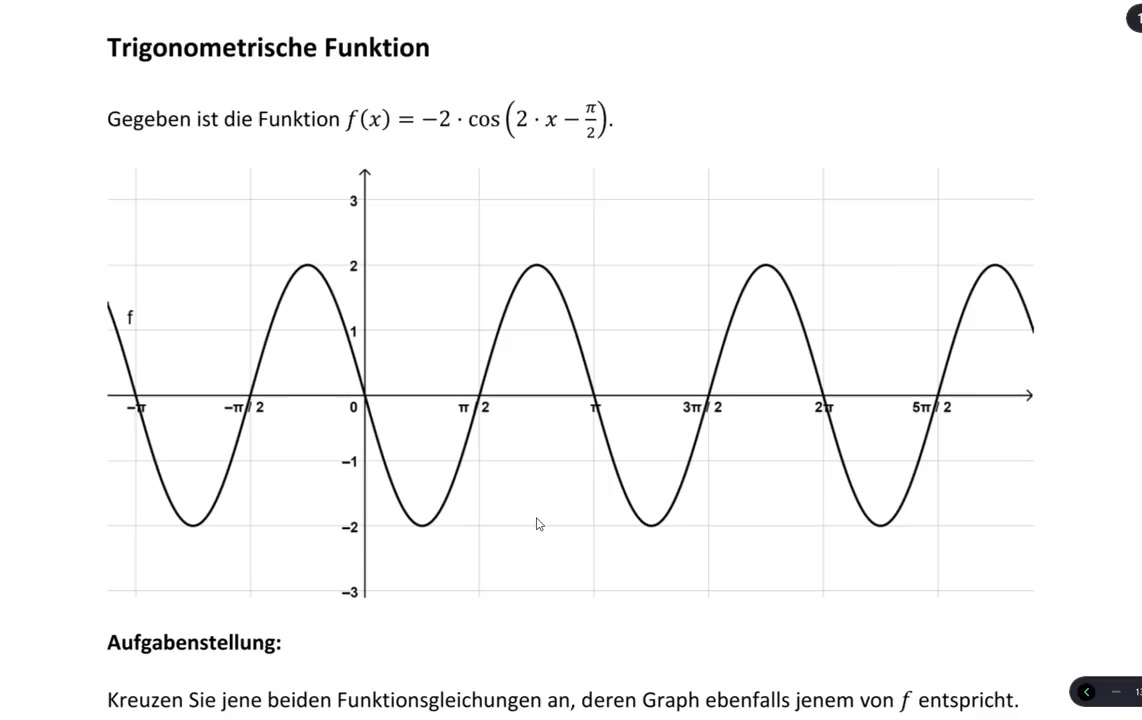 Trigonometrische Funktion
Gegeben ist die Funktion f(x) = −2 · cos(2 · x − π/2).
3
2
f
1
−π −π / 2 0 π / 2 π 3π / 2 2π 5π / 2
−1
−2
−3
Aufgabenstellung:
Kreuzen Sie jene beiden Funktionsgleichungen an, deren Graph ebenfalls jenem von f entspricht.